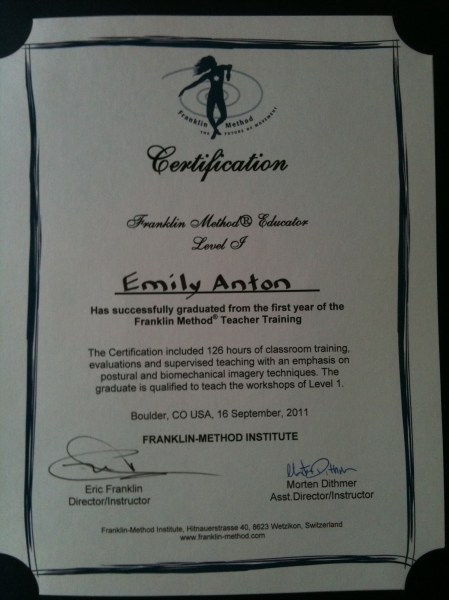 Franklin Method
THE FUTURE OF MOVEMENT
Certification
Franklin Method® Educator
Level I
Emily Anton
Has successfully graduated from the first year of the
Franklin Method® Teacher Training
The Certification included 126 hours of classroom training,
evaluations and supervised teaching with an emphasis on
postural and biomechanical imagery techniques. The
graduate is qualified to teach the workshops of Level 1.
Boulder, CO USA, 16 September, 2011
FRANKLIN-METHOD INSTITUTE
Eric Franklin
Director/Instructor
Morten Dithmer
Asst.Director/Instructor
Franklin-Method Institute, Hitnauerstrasse 40, 8623 Wetzikon, Switzerland
www.franklin-method.com